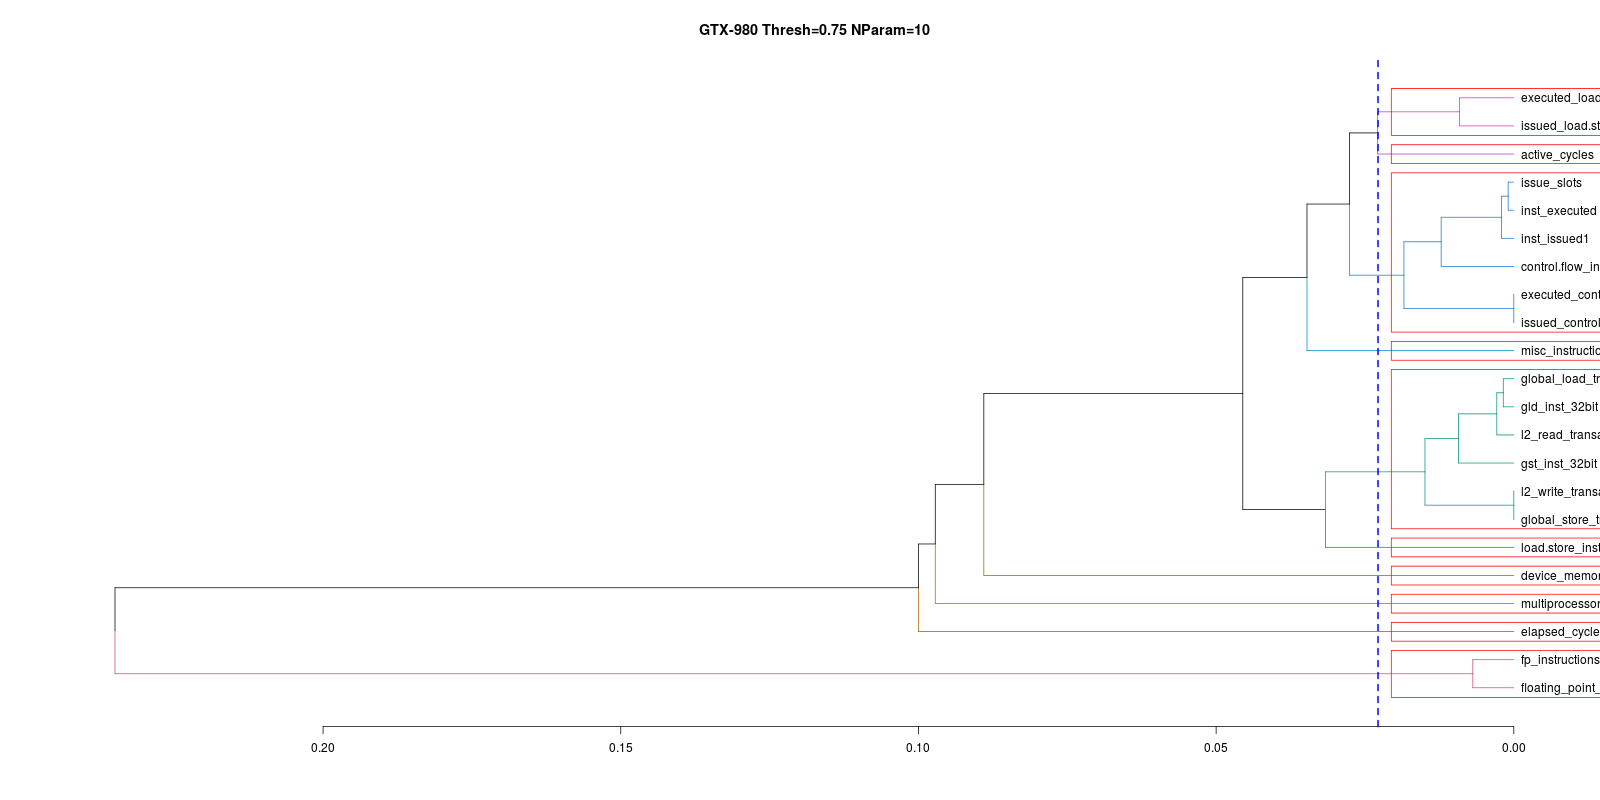 GTX-980 Thresh=0.75 NParam=10
executed_load
issued_load.st
active_cycles
issue_slots
inst_executed
inst_issued1
control.flow_in
executed_cont
issued_control
misc_instructio
global_load_tr
gld_inst_32bit
l2_read_transa
gst_inst_32bit
l2_write_transa
global_store_t
load.store_inst
device_memor
multiprocessor
elapsed_cycle
fp_instructions
floating_point_
0.20 0.15 0.10 0.05 0.00